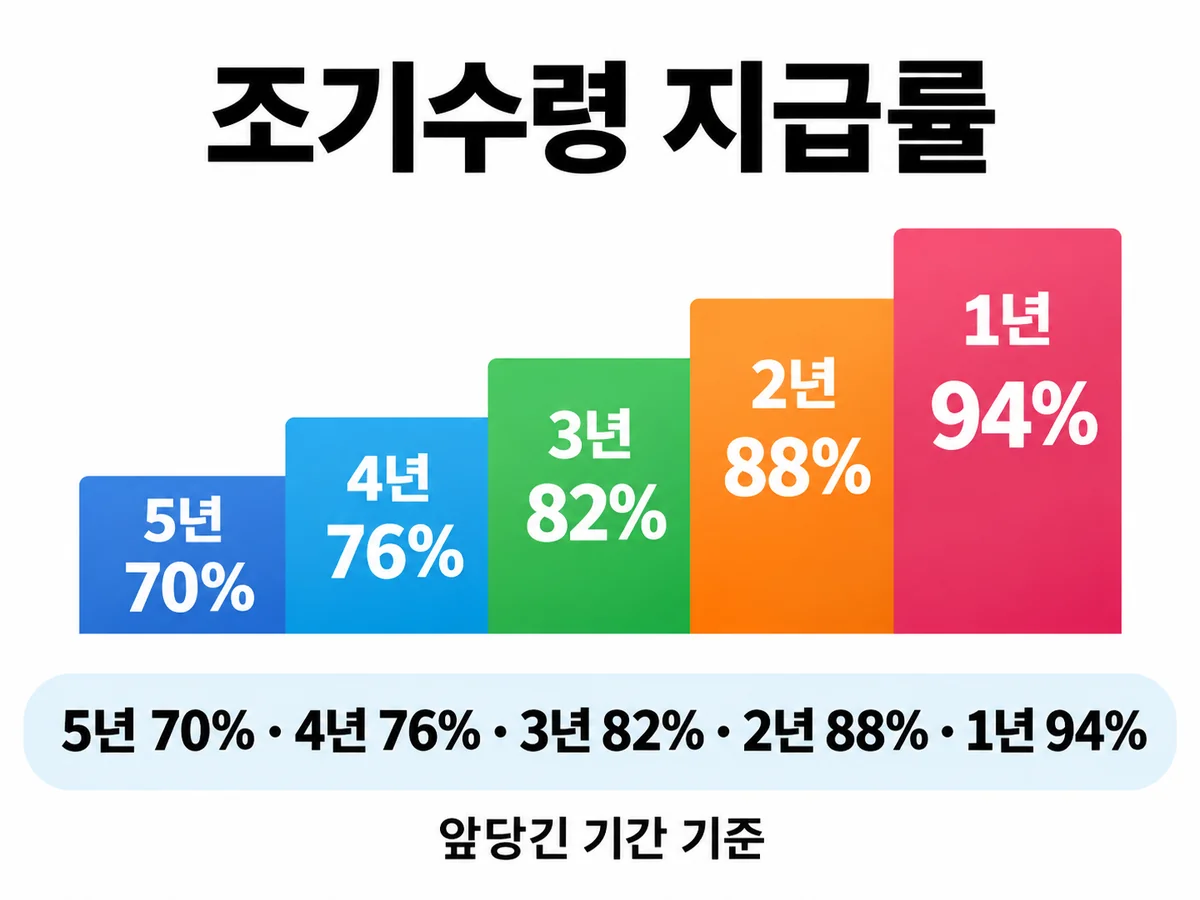 조기수령 지급률
5년
70%
4년
76%
3년
82%
2년
88%
1년
94%
5년 70% · 4년 76% · 3년 82% · 2년 88% · 1년 94%
앞당긴 기간 기준